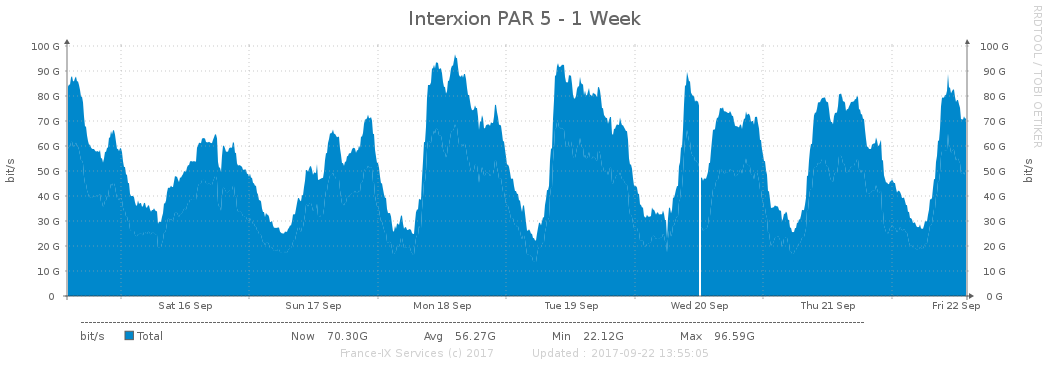 Interxion PAR 5 - 1 Week
RRDTOOL / TOBI OETIKER
bit/s
100 G
90 G
80 G
70 G
60 G
50 G
40 G
30 G
20 G
10 G
0
100 G
90 G
80 G
70 G
60 G
50 G
40 G
30 G
20 G
10 G
0 G
bit/s
Sat 16 Sep Sun 17 Sep Mon 18 Sep Tue 19 Sep Wed 20 Sep Thu 21 Sep Fri 22 Sep
bit/s Total Now 70.30G Avg 56.27G Min 22.12G Max 96.59G
France-IX Services (c) 2017 Updated : 2017-09-22 13:55:05